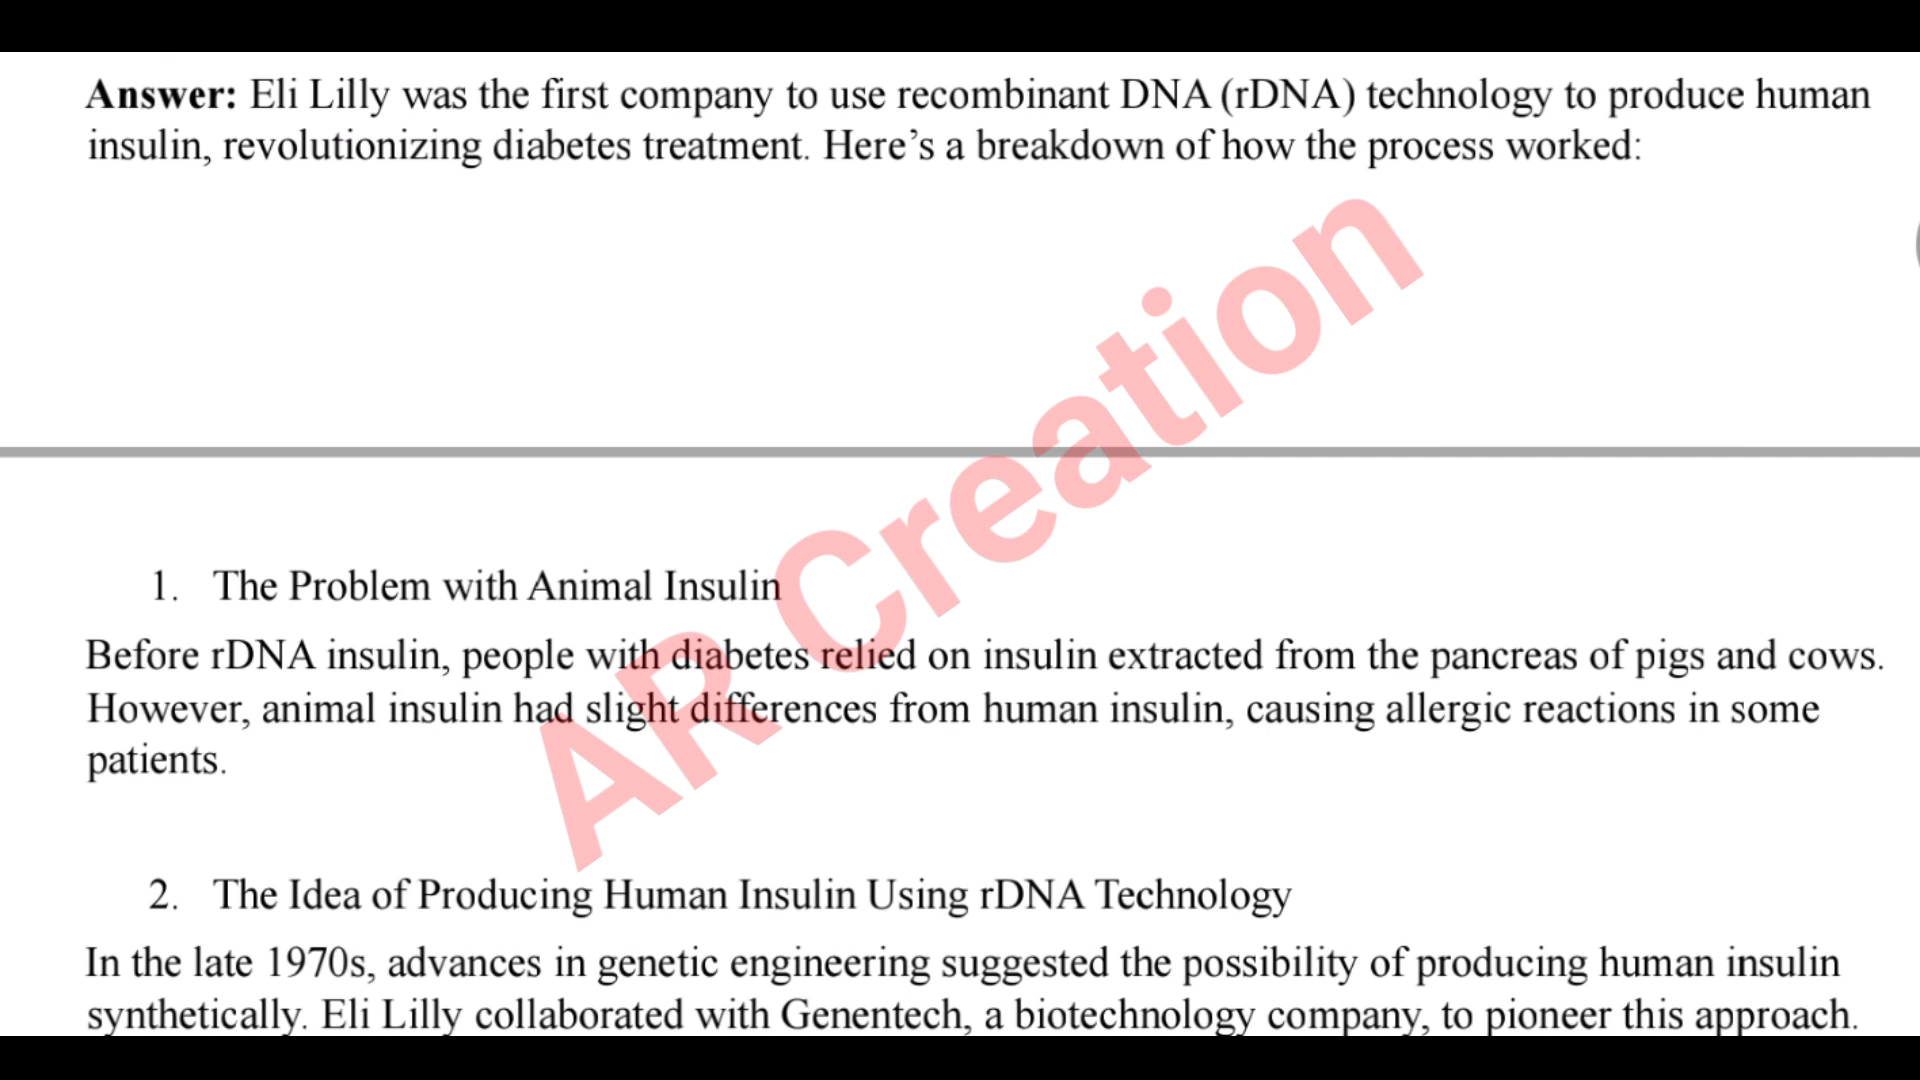 Answer: Eli Lilly was the first company to use recombinant DNA (rDNA) technology to produce human
insulin, revolutionizing diabetes treatment. Here’s a breakdown of how the process worked:
AR Creation
1. The Problem with Animal Insulin
Before rDNA insulin, people with diabetes relied on insulin extracted from the pancreas of pigs and cows.
However, animal insulin had slight differences from human insulin, causing allergic reactions in some
patients.
2. The Idea of Producing Human Insulin Using rDNA Technology
In the late 1970s, advances in genetic engineering suggested the possibility of producing human insulin
synthetically. Eli Lilly collaborated with Genentech, a biotechnology company, to pioneer this approach.